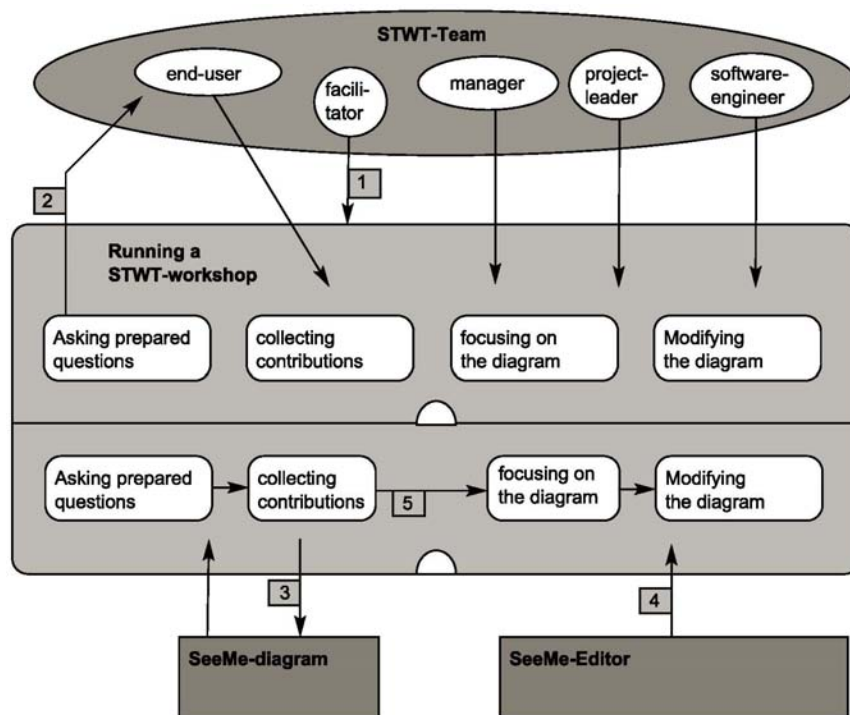 STWT-Team
end-user
facili-
tator
manager
project-
leader
software-
engineer
2
1
Running a
STWT-workshop
Asking prepared
questions
collecting
contributions
focusing on
the diagram
Modifying
the diagram
Asking prepared
questions
collecting
contributions
5
focusing on
the diagram
Modifying
the diagram
3
4
SeeMe-diagram
SeeMe-Editor